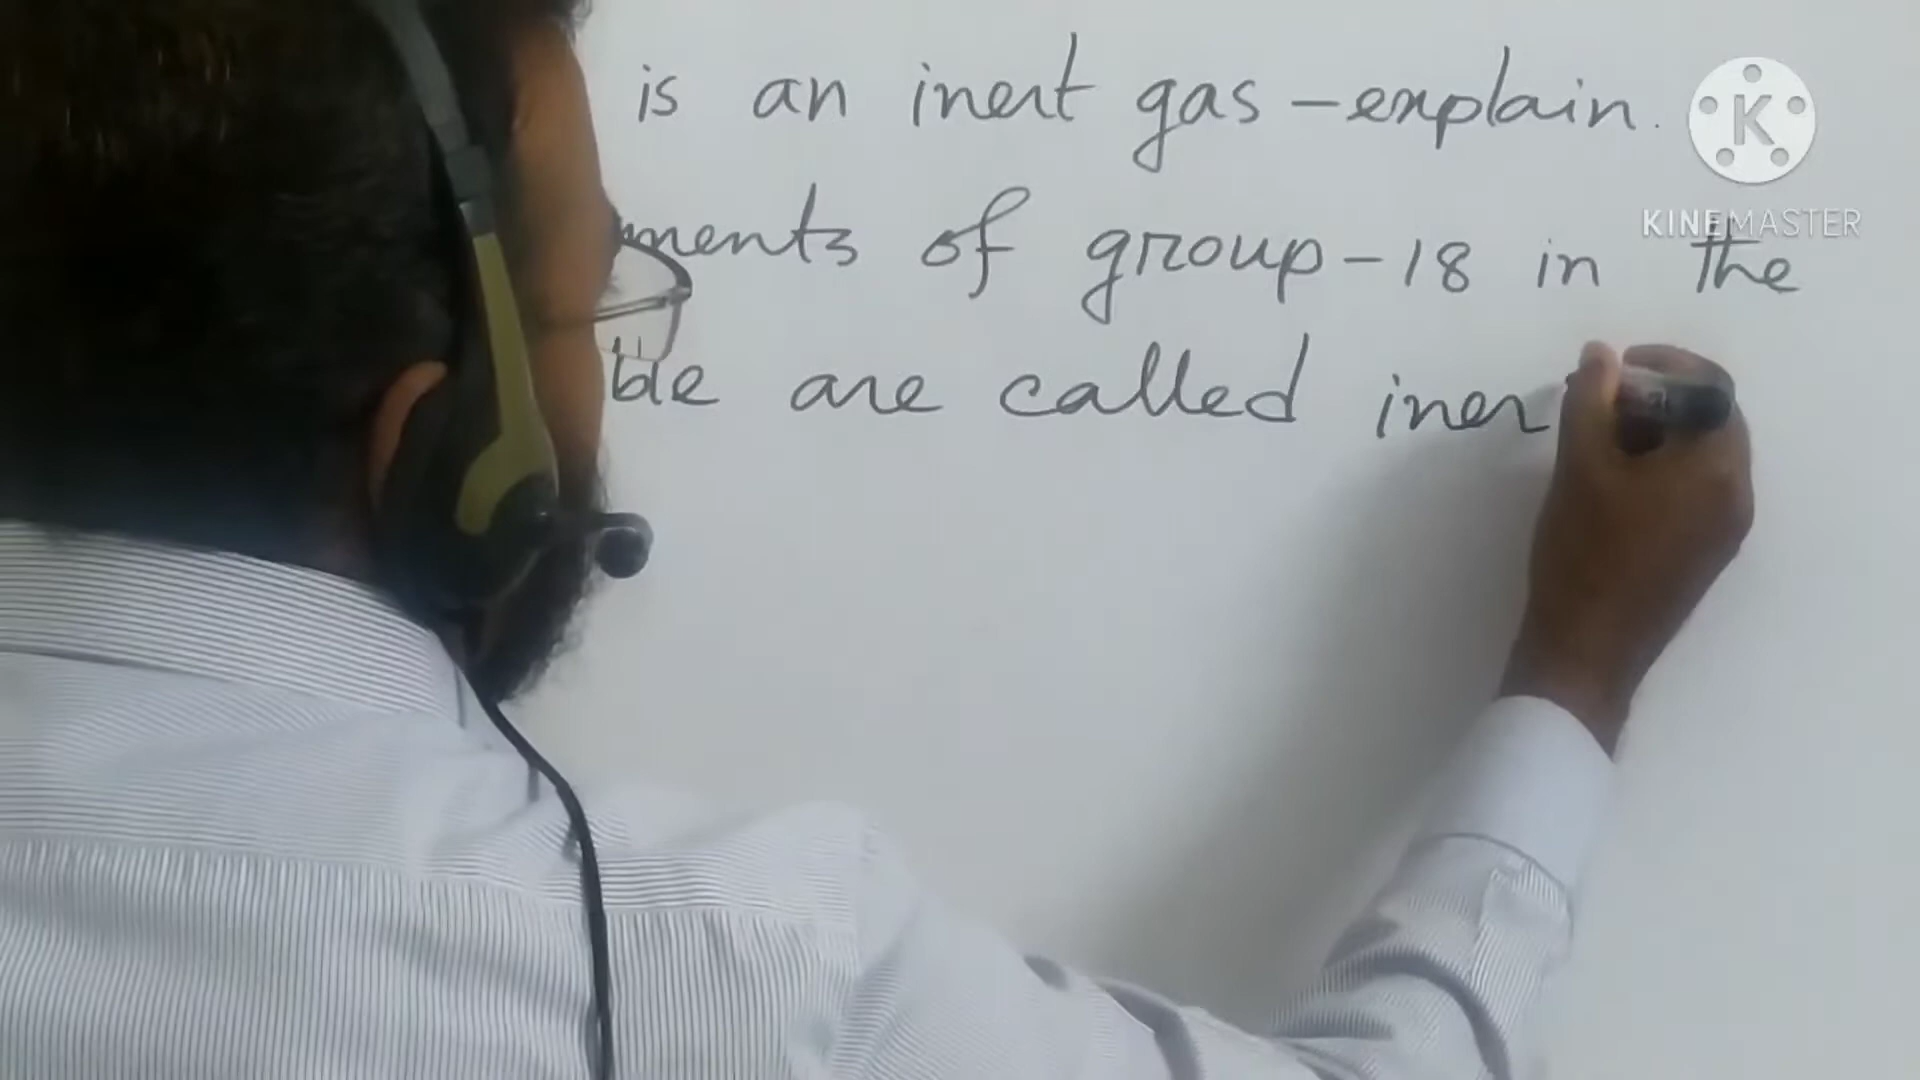 is an inert gas - explain.
K
KINEMASTER
ments of group-18 in the
ble are called iner